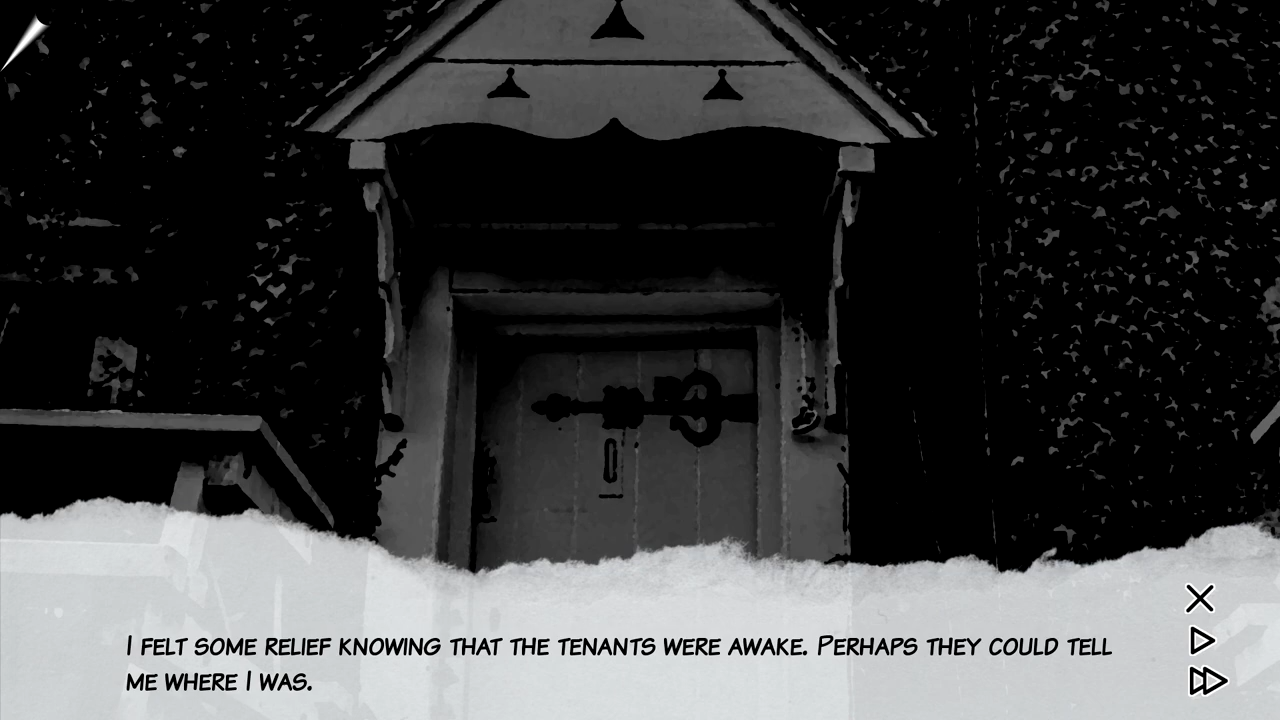 I felt some relief knowing that the tenants were awake. Perhaps they could tell
me where I was.